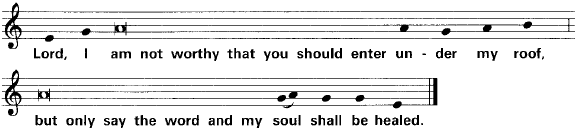 Lord, I am not worthy that you should enter un - der my roof,
but only say the word and my soul shall be healed.